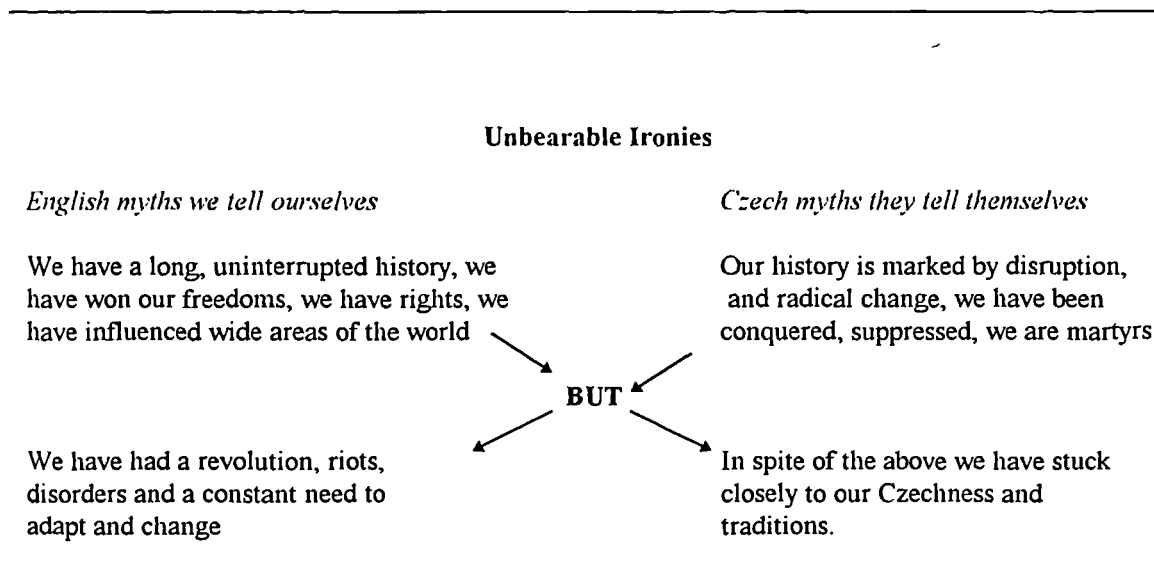 Unbearable Ironies
English myths we tell ourselves
We have a long, uninterrupted history, we
have won our freedoms, we have rights, we
have influenced wide areas of the world
Czech myths they tell themselves
Our history is marked by disruption,
and radical change, we have been
conquered, suppressed, we are martyrs
BUT
We have had a revolution, riots,
disorders and a constant need to
adapt and change
In spite of the above we have stuck
closely to our Czechness and
traditions.